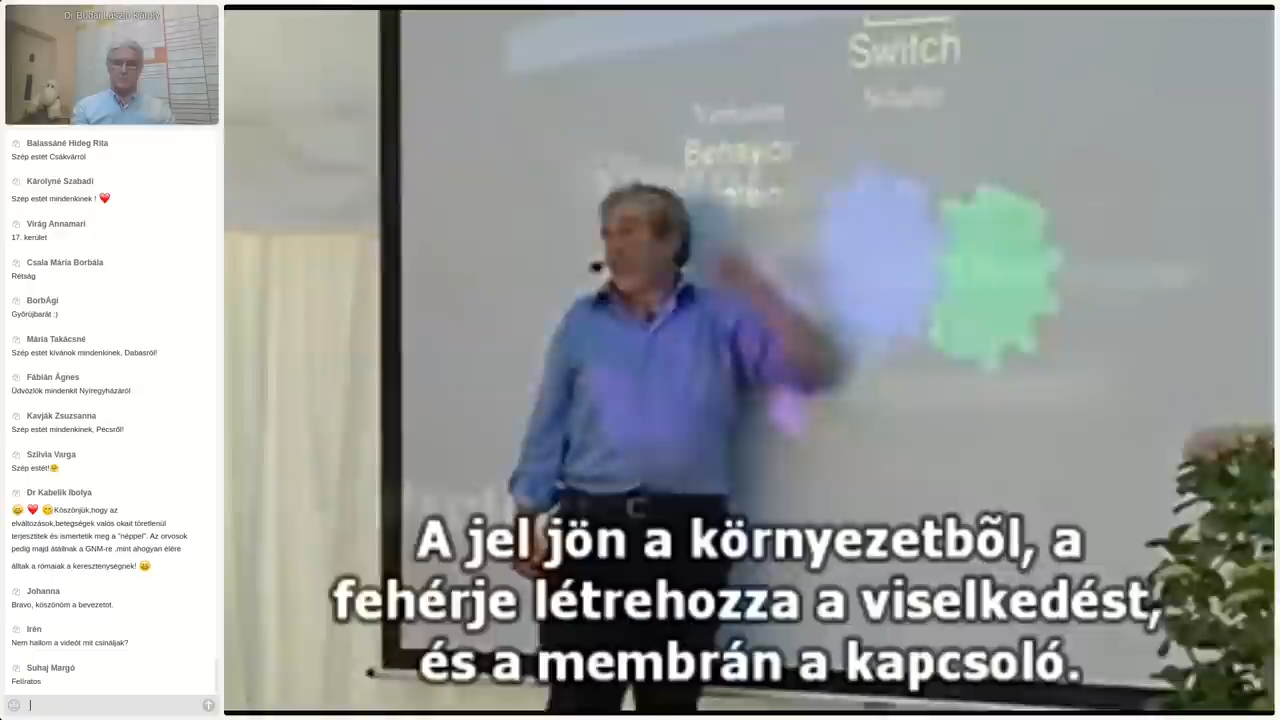 Dr Budai László Károly
Balassáné Hideg Rita
Szép estét Csákvárról
Károlyné Szabadi
Szép estét mindenkinek !
Virág Annamari
17. kerület
Csala Mária Borbála
Rétság
BorbÁgi
Győrújbarát :)
Mária Takácsné
Szép estét kívánok mindenkinek, Dabasról!
Fábián Ágnes
Üdvözlök mindenkit Nyíregyházáról
Kavják Zsuzsanna
Szép estét mindenkinek, Pécsről!
Szilvia Varga
Szép estét!
Dr Kabelik Ibolya
Köszönjük,hogy az
elváltozások,betegségek valós okait töretlenül
terjesztitek és ismertetik meg a "néppel". Az orvosok
pedig majd átállnak a GNM-re .mint ahogyan élére
álltak a rómaiak a kereszténységnek!
Johanna
Bravo, köszönöm a bevezetot.
Irén
Nem hallom a videót mit csináljak?
Suhaj Margó
Feliratos
Switch
Behavior
A jel jön a környezetbõl, a
fehérje létrehozza a viselkedést,
és a membrán a kapcsoló.